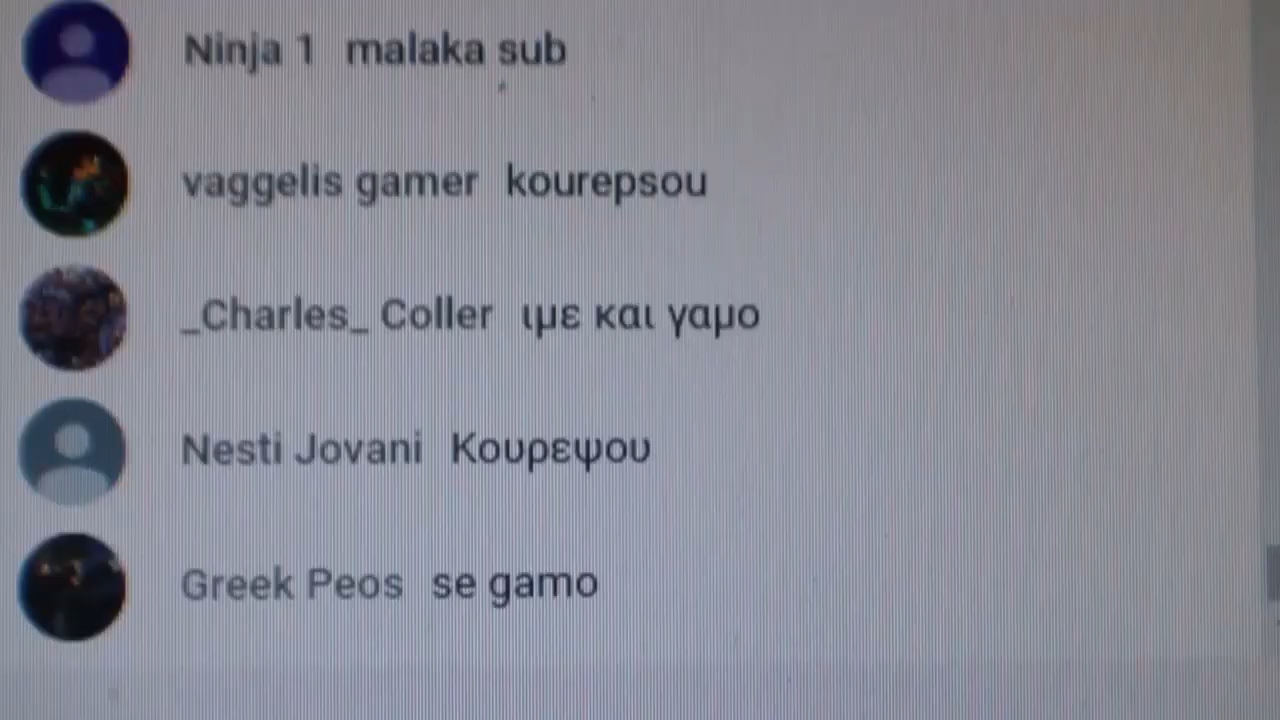 Ninja 1 malaka sub
vaggelis gamer kourepsou
_Charles_ Coller ιμε και γαμο
Nesti Jovani Κουρεψου
Greek Peos se gamo